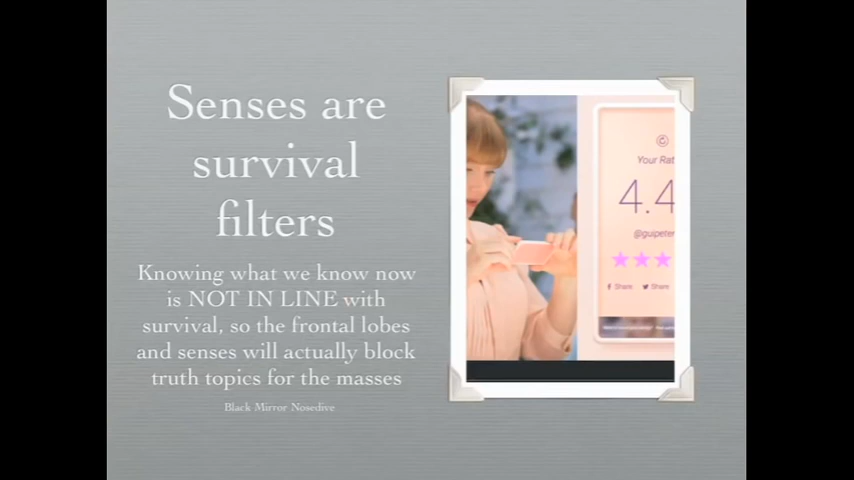 Senses are
survival
filters
Knowing what we know now
is NOT IN LINE with
survival, so the frontal lobes
and senses will actually block
truth topics for the masses
Black Mirror Nosedive
Your Rat
4.4
@guipeter
Share
Share